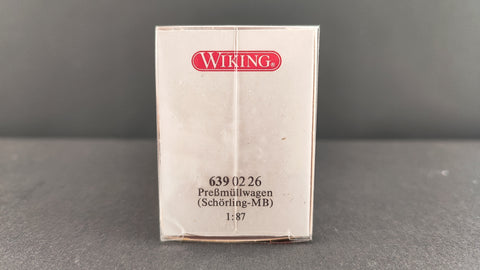 WIKING®
639 02 26
Preßmüllwagen
(Schörling-MB)
1:87